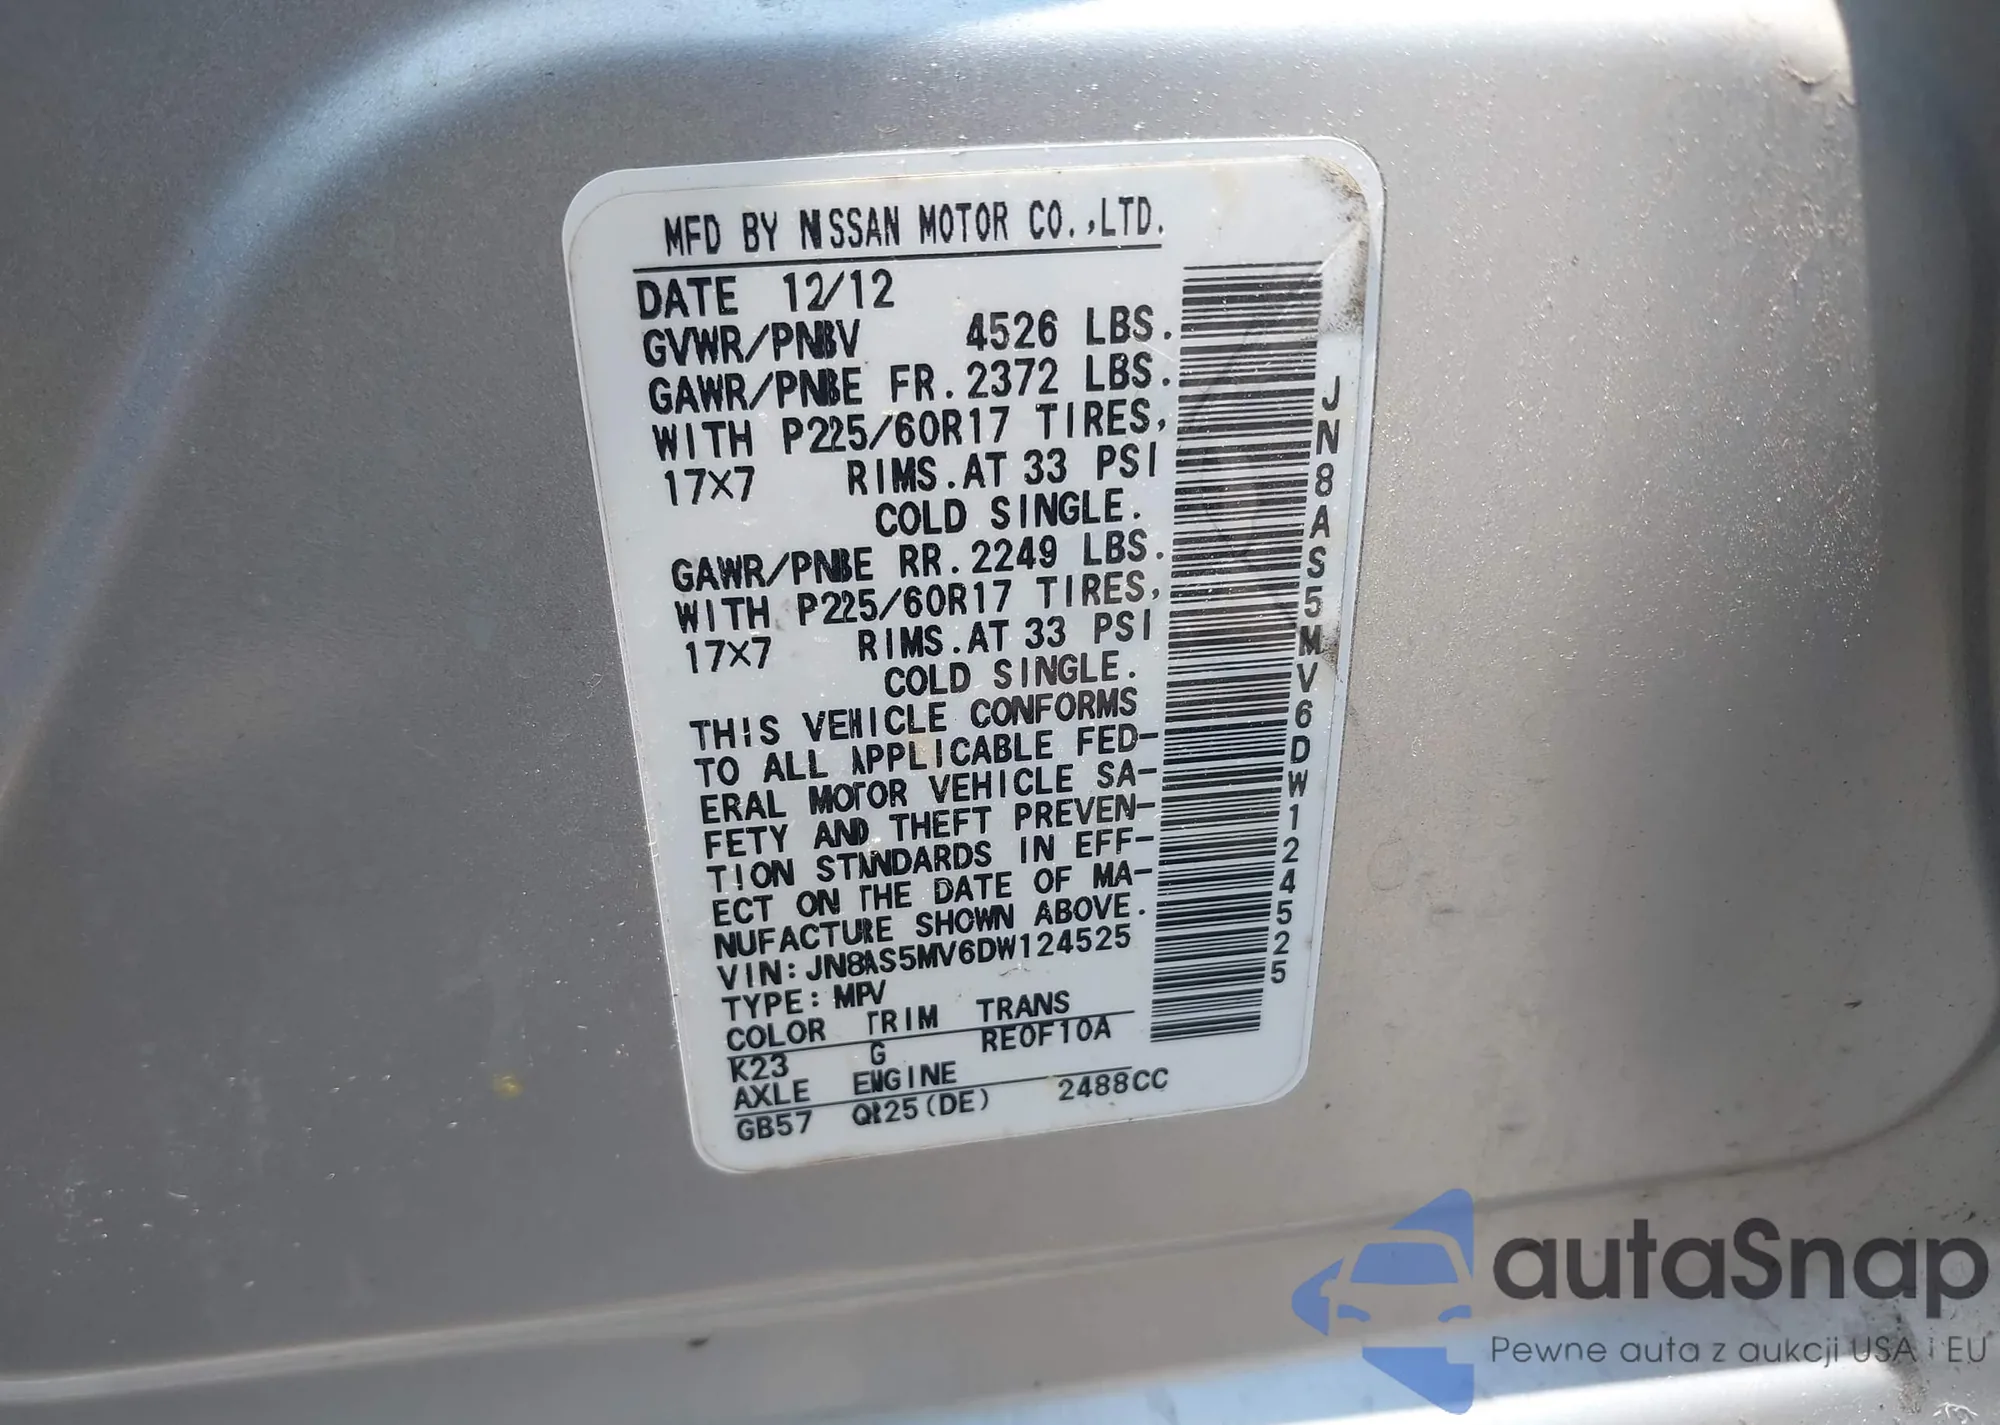 MFD BY NISSAN MOTOR CO.,LTD.
DATE 12/12
GVWR/PNBV 4526 LBS.
GAWR/PNBE FR.2372 LBS.
WITH P225/60R17 TIRES,
17X7 RIMS.AT 33 PSI
COLD SINGLE.
GAWR/PNBE RR.2249 LBS.
WITH P225/60R17 TIRES,
17X7 RIMS.AT 33 PSI
COLD SINGLE.
THIS VEHICLE CONFORMS
TO ALL APPLICABLE FED-
ERAL MOTOR VEHICLE SA-
FETY AND THEFT PREVEN-
TION STANDARDS IN EFF-
ECT ON THE DATE OF MA-
NUFACTURE SHOWN ABOVE.
VIN: JN8AS5MV6DW124525
TYPE: MPV
COLOR TRIM TRANS
K23 G RE0F10A
AXLE ENGINE
GB57 QR25(DE) 2488CC
JN8AS5MV6DW124525
autaSnap
Pewne auta z aukcji USA i EU